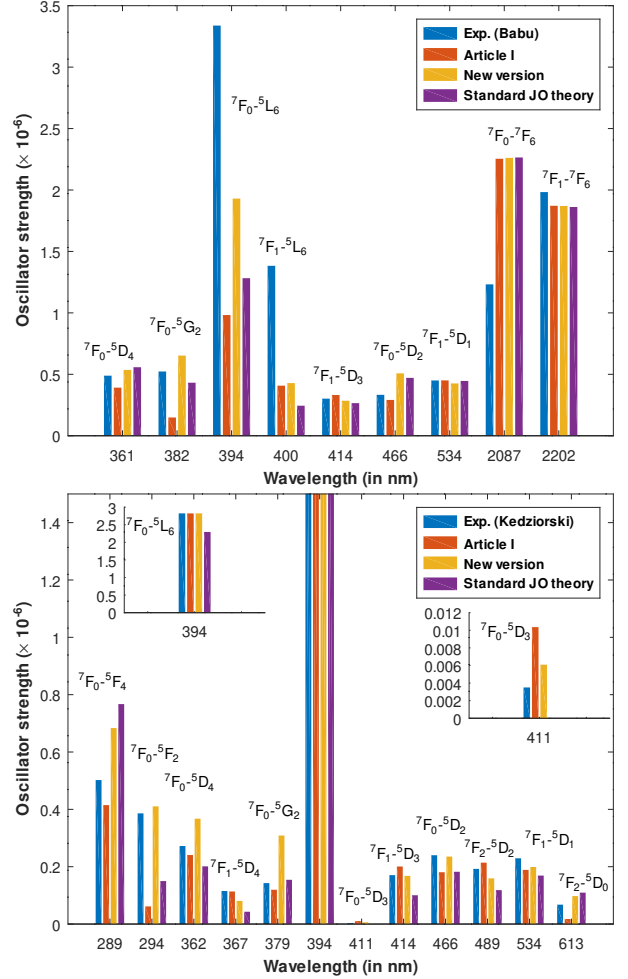 3.5
3
2.5
2
1.5
1
0.5
0
Oscillator strength (× 10⁻⁶)
Exp. (Babu)
Article I
New version
Standard JO theory
⁷F₀-⁵D₄
⁷F₀-⁵G₂
⁷F₀-⁵L₆
⁷F₁-⁵L₆
⁷F₁-⁵D₃
⁷F₀-⁵D₂
⁷F₁-⁵D₁
⁷F₀-⁷F₆
⁷F₁-⁷F₆
361 382 394 400 414 466 534 2087 2202
Wavelength (in nm)
1.4
1.2
1
0.8
0.6
0.4
0.2
0
Oscillator strength (× 10⁻⁶)
3
2.5
2
1.5
1
0.5
0
⁷F₀-⁵L₆
394
Exp. (Kedziorski)
Article I
New version
Standard JO theory
0.012
0.01
0.008
0.006
0.004
0.002
0
⁷F₀-⁵D₃
411
⁷F₀-⁵F₄
⁷F₀-⁵F₂
⁷F₀-⁵D₄
⁷F₁-⁵D₄
⁷F₀-⁵G₂
⁷F₀-⁵D₃
⁷F₁-⁵D₃
⁷F₀-⁵D₂
⁷F₂-⁵D₂
⁷F₁-⁵D₁
⁷F₂-⁵D₀
289 294 362 367 379 394 411 414 466 489 534 613
Wavelength (in nm)